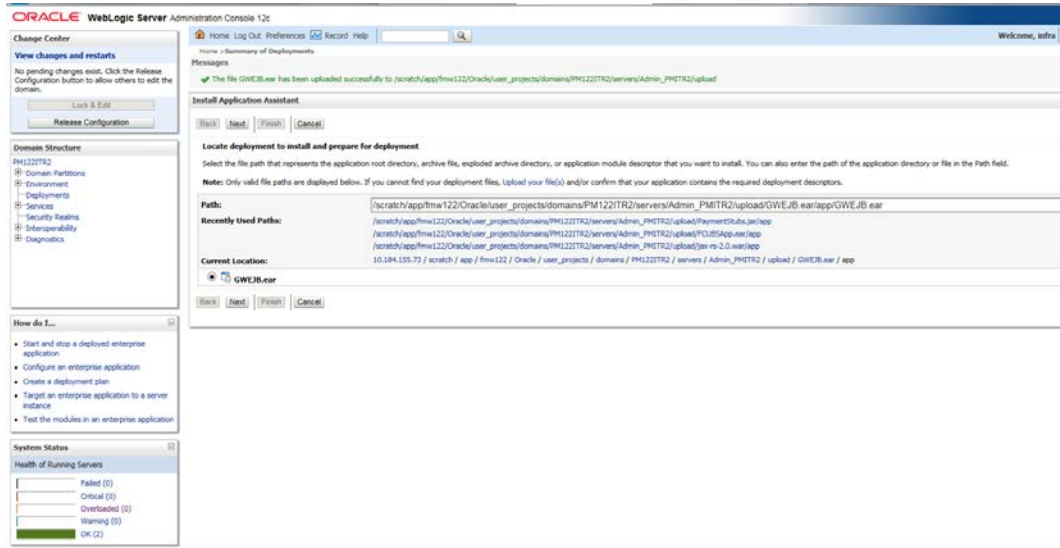 ORACLE WebLogic Server Administration Console 12c
Change Center
View changes and restarts
No pending changes exist. Click the Release
Configuration button to allow others to edit the
domain.
Lock & Edit
Release Configuration
Domain Structure
PM122ITR2
Domain Partitions
Environment
Deployments
Services
Security Realms
Interoperability
Diagnostics
How do I...
Start and stop a deployed enterprise
application
Configure an enterprise application
Create a deployment plan
Target an enterprise application to a server
instance
Test the modules in an enterprise application
System Status
Health of Running Servers
Failed (0)
Critical (0)
Overloaded (0)
Warning (0)
OK (2)
Home Log Out Preferences Record Help
Welcome, infra
Home >Summary of Deployments
Messages
The file GWEJB.ear has been uploaded successfully to /scratch/app/fmw122/Oracle/user_projects/domains/PM122ITR2/servers/Admin_PMITR2/upload
Install Application Assistant
Back Next Finish Cancel
Locate deployment to install and prepare for deployment
Select the file path that represents the application root directory, archive file, exploded archive directory, or application module descriptor that you want to install. You can also enter the path of the application directory or file in the Path field.
Note: Only valid file paths are displayed below. If you cannot find your deployment files, Upload your file(s) and/or confirm that your application contains the required deployment descriptors.
Path: /scratch/app/fmw122/Oracle/user_projects/domains/PM122ITR2/servers/Admin_PMITR2/upload/GWEJB.ear/app/GWEJB.ear
Recently Used Paths: /scratch/app/fmw122/Oracle/user_projects/domains/PM122ITR2/servers/Admin_PMITR2/upload/PaymentStubs.jar/app
/scratch/app/fmw122/Oracle/user_projects/domains/PM122ITR2/servers/Admin_PMITR2/upload/FCUBSApp.ear/app
/scratch/app/fmw122/Oracle/user_projects/domains/PM122ITR2/servers/Admin_PMITR2/upload/jax-rs-2.0.war/app
Current Location: 10.184.155.73 / scratch / app / fmw122 / Oracle / user_projects / domains / PM122ITR2 / servers / Admin_PMITR2 / upload / GWEJB.ear / app
GWEJB.ear
Back Next Finish Cancel